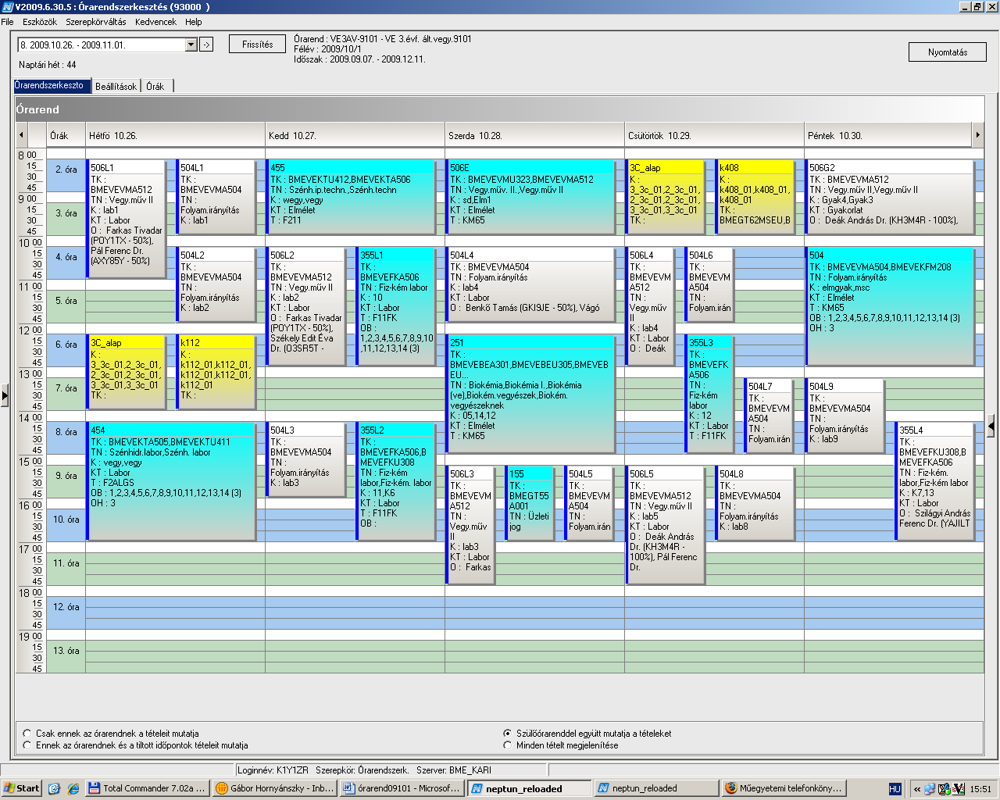 V2009.6.30.5 : Órarendszerkesztés (93000 )
File Eszközök Szerepkörváltás Kedvencek Help
8. 2009.10.26. - 2009.11.01.
->
Frissítés
Órarend : VE3AV-9101 - VE 3.évf. ált.vegy.9101
Félév : 2009/10/1
Időszak : 2009.09.07. - 2009.12.11.
Nyomtatás
Naptári hét : 44
Órarendszerkeszto Beállítások Órák
Órarend
Órák Hétfő 10.26. Kedd 10.27. Szerda 10.28. Csütörtök 10.29. Péntek 10.30.
8 00
15
30
45
9 00
15
30
45
10 00
15
30
45
11 00
15
30
45
12 00
15
30
45
13 00
15
30
45
14 00
15
30
45
15 00
15
30
45
16 00
15
30
45
17 00
15
30
45
18 00
15
30
45
19 00
15
30
45
2. óra
3. óra
4. óra
5. óra
6. óra
7. óra
8. óra
9. óra
10. óra
11. óra
12. óra
13. óra
506L1
TK :
BMEVEVMA512
TN :
Vegy.műv II
K : lab1
KT : Labor
O : Farkas Tivadar
(POY1TX - 50%),
Pál Ferenc Dr.
(AXY85Y - 50%)
504L1
TK :
BMEVEVMA504
TN :
Folyam.irányítás
K : lab1
504L2
TK :
BMEVEVMA504
TN :
Folyam.irányítás
K : lab2
3C_alap
K :
3_3c_01,2_3c_01,
2_3c_01,2_3c_01,
3_3c_01,3_3c_01
TK :
k112
K :
k112_01,k112_01,
k112_01,k112_01,
k112_01
TK :
454
TK : BMEVEKTA505,BMEVEKTU411
TN : Szénhidr.labor,Szénh. labor
K : vegy,vegy
KT : Labor
T : F2ALGS
OB : 1,2,3,4,5,6,7,8,9,10,11,12,13,14 (3)
OH : 3
455
TK : BMEVEKTU412,BMEVEKTA506
TN : Szénh.ip.techn.,Szénh.techn
K : wegy,vegy
KT : Elmélet
T : F211
506L2
TK :
BMEVEVMA512
TN : Vegy.műv II
K : lab2
KT : Labor
O : Farkas Tivadar
(POY1TX - 50%),
Székely Edit Éva
Dr. (O3SR5T -
355L1
TK :
BMEVEFKA506
TN : Fiz-kém labor
K : 10
KT : Labor
T : F11FK
OB :
1,2,3,4,5,6,7,8,9,10
,11,12,13,14 (3)
504L3
TK :
BMEVEVMA504
TN :
Folyam.irányítás
K : lab3
355L2
TK :
BMEVEFKA506,B
MEVEFKU308
TN : Fiz-kém
labor,Fiz-kém. labor
K : 11,K6
KT : Labor
T : F11FK
OB :
506E
TK : BMEVEVMU323,BMEVEVMA512
TN : Vegy.műv. II.,Vegy.műv II
K : sd,Elm1
KT : Elmélet
T : KM65
504L4
TK : BMEVEVMA504
TN : Folyam.irányítás
K : lab4
KT : Labor
O : Benkő Tamás (GKI9JE - 50%), Vágó
251
TK :
BMEVEBEA301,BMEVEBEU305,BMEVEB
EU...
TN : Biokémia,Biokémia I.,Biokémia
(ve),Biokém.vegyészek,Biokém.
vegyészeknek
K : 05,14,12
KT : Elmélet
T : KM65
506L3
TK :
BMEVEVM
A512
TN :
Vegy.műv
II
K : lab3
KT : Labor
O : Farkas
155
TK :
BMEGT55
A001
TN : Üzleti
jog
504L5
TK :
BMEVEVM
A504
TN :
Folyam.irán
3C_alap
K :
3_3c_01,2_3c_01,
2_3c_01,2_3c_01,
3_3c_01,3_3c_01
TK :
k408
K :
k408_01,k408_01,
k408_01
TK :
BMEGT62MSEU,B
506L4
TK :
BMEVEVM
A512
TN :
Vegy.műv
II
K : lab4
KT : Labor
O : Deák
504L6
TK :
BMEVEVM
A504
TN :
Folyam.irán
355L3
TK :
BMEVEFK
A506
TN :
Fiz-kém
labor
K : 12
KT : Labor
T : F11FK
504L7
TK :
BMEVEVM
A504
TN :
Folyam.irán
506L5
TK :
BMEVEVMA512
TN : Vegy.műv II
K : lab5
KT : Labor
O : Deák András
Dr. (KH3M4R -
100%), Pál Ferenc
Dr.
504L8
TK :
BMEVEVMA504
TN :
Folyam.irányítás
K : lab8
506G2
TK : BMEVEVMA512
TN : Vegy.műv II,Vegy.műv II
K : Gyak4,Gyak3
KT : Gyakorlat
O : Deák András Dr. (KH3M4R - 100%),
504
TK : BMEVEVMA504,BMEVEKFM208
TN : Folyam.irányítás
K : elmgyak,msc
KT : Elmélet
T : KM65
OB : 1,2,3,4,5,6,7,8,9,10,11,12,13,14 (3)
OH : 3
504L9
TK :
BMEVEVMA504
TN :
Folyam.irányítás
K : lab9
355L4
TK :
BMEVEFKU308,B
MEVEFKA506
TN : Fiz-kém.
labor,Fiz-kém labor
K : K7,13
KT : Labor
O : Szilágyi András
Ferenc Dr. (YAJILT
Csak ennek az órarendnek a tételeit mutatja
Ennek az órarendnek és a tiltott időpontok tételeit mutatja
Szülőórarenddel együtt mutatja a tételeket
Minden tételt megjelenítése
Loginnév: K1Y1ZR Szerepkör: Órarendszerk. Szerver: BME_KARI
Start Total Commander 7.02a ... Gábor Hornyánszky - Inb... órarend09101 - Microsof... neptun_reloaded neptun_reloaded Műegyetemi telefonköny... HU « 15:51